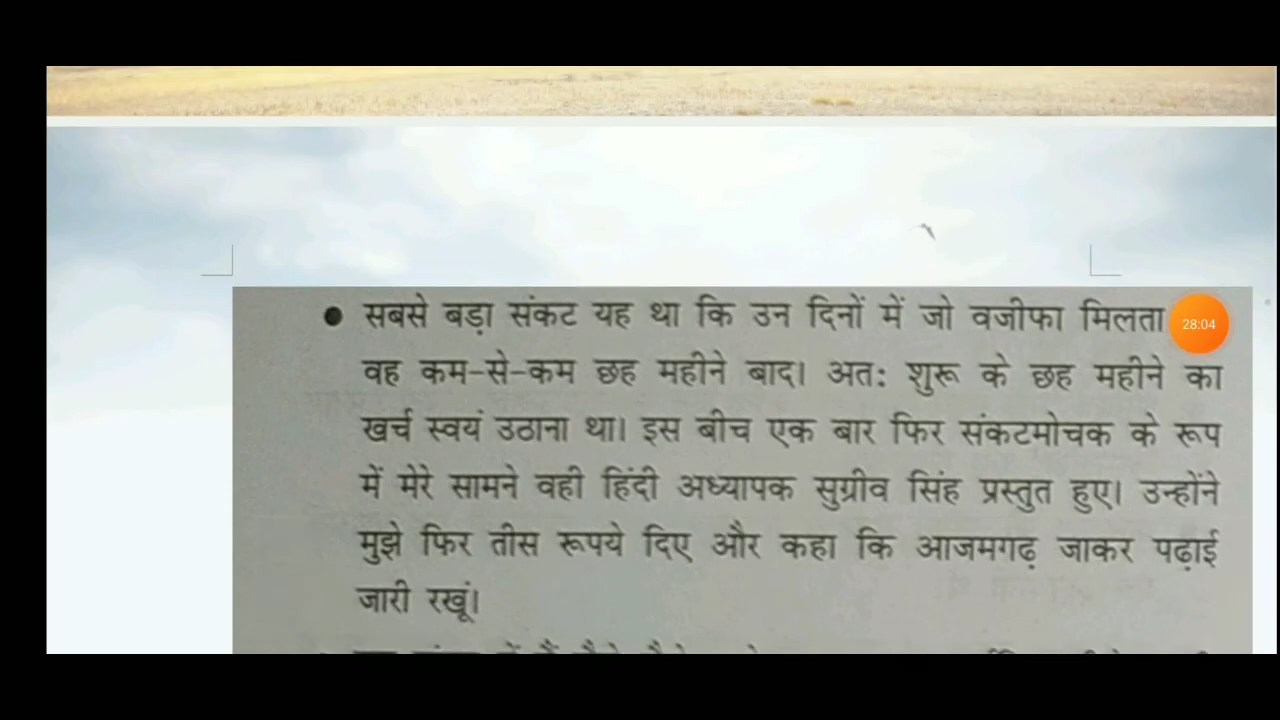 सबसे बड़ा संकट यह था कि उन दिनों में जो वजीफा मिलता
28:04
वह कम-से-कम छह महीने बाद। अतः शुरू के छह महीने का
खर्च स्वयं उठाना था। इस बीच एक बार फिर संकटमोचक के रूप
में मेरे सामने वही हिंदी अध्यापक सुग्रीव सिंह प्रस्तुत हुए। उन्होंने
मुझे फिर तीस रूपये दिए और कहा कि आजमगढ़ जाकर पढ़ाई
जारी रखूं।